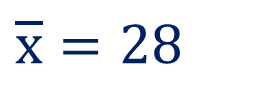 x̅ = 28